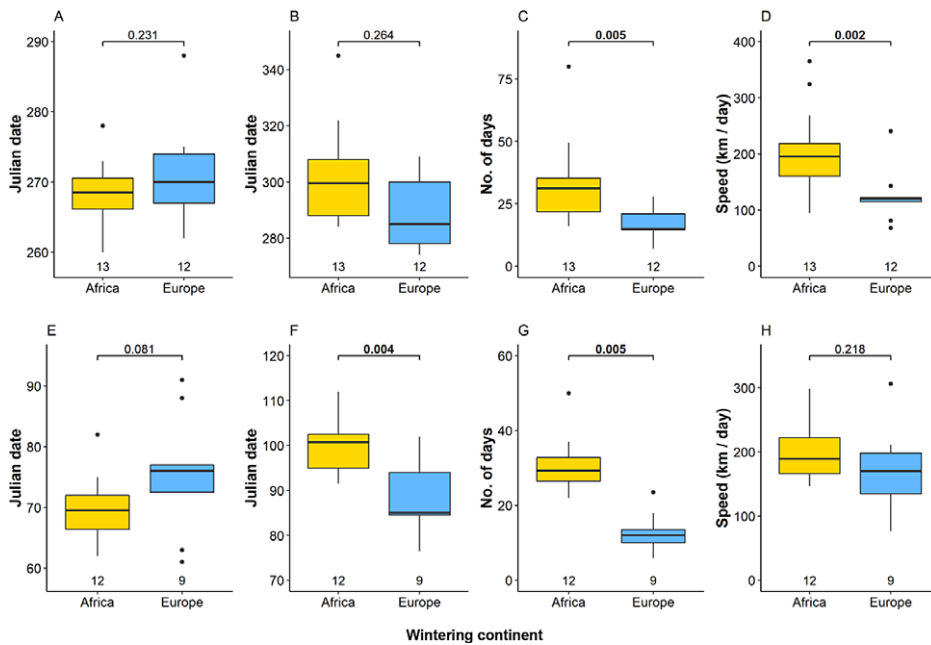 A
0.231
Julian date
290
280
270
260
13
12
Africa
Europe
B
0.264
Julian date
340
320
300
280
13
12
Africa
Europe
C
0.005
No. of days
75
50
25
0
13
12
Africa
Europe
D
0.002
Speed (km / day)
400
300
200
100
0
13
12
Africa
Europe
E
0.081
Julian date
90
80
70
60
12
9
Africa
Europe
F
0.004
Julian date
120
110
100
90
80
70
12
9
Africa
Europe
G
0.005
No. of days
60
40
20
0
12
9
Africa
Europe
H
0.218
Speed (km / day)
300
200
100
0
12
9
Africa
Europe
Wintering continent